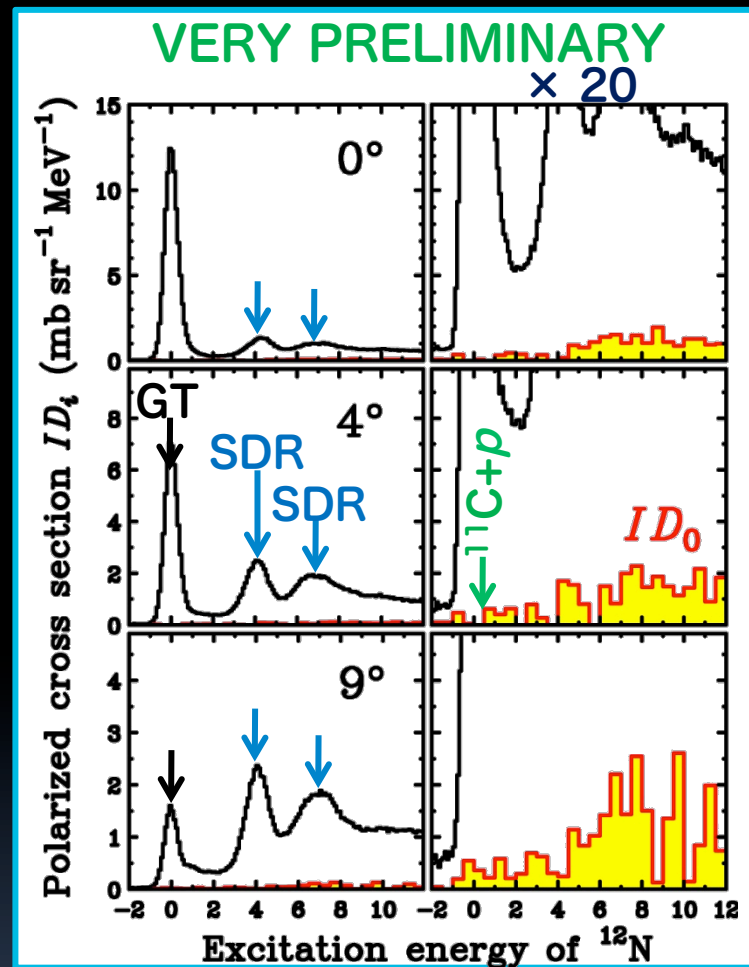 VERY PRELIMINARY
× 20
Polarized cross section ID_i (mb sr⁻¹ MeV⁻¹)
15
10
5
0
0°
GT
4°
SDR
SDR
8
6
4
2
0
¹¹C+p
ID₀
9°
4
3
2
1
0
−2 0 2 4 6 8 10 −2 0 2 4 6 8 10 12
Excitation energy of ¹²N